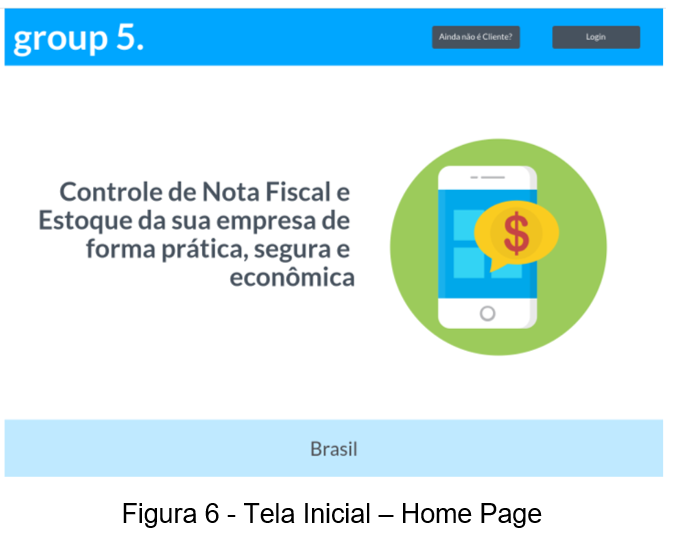 group 5.
Ainda não é Cliente?
Login
Controle de Nota Fiscal e
Estoque da sua empresa de
forma prática, segura e
econômica
$
Brasil
Figura 6 - Tela Inicial – Home Page